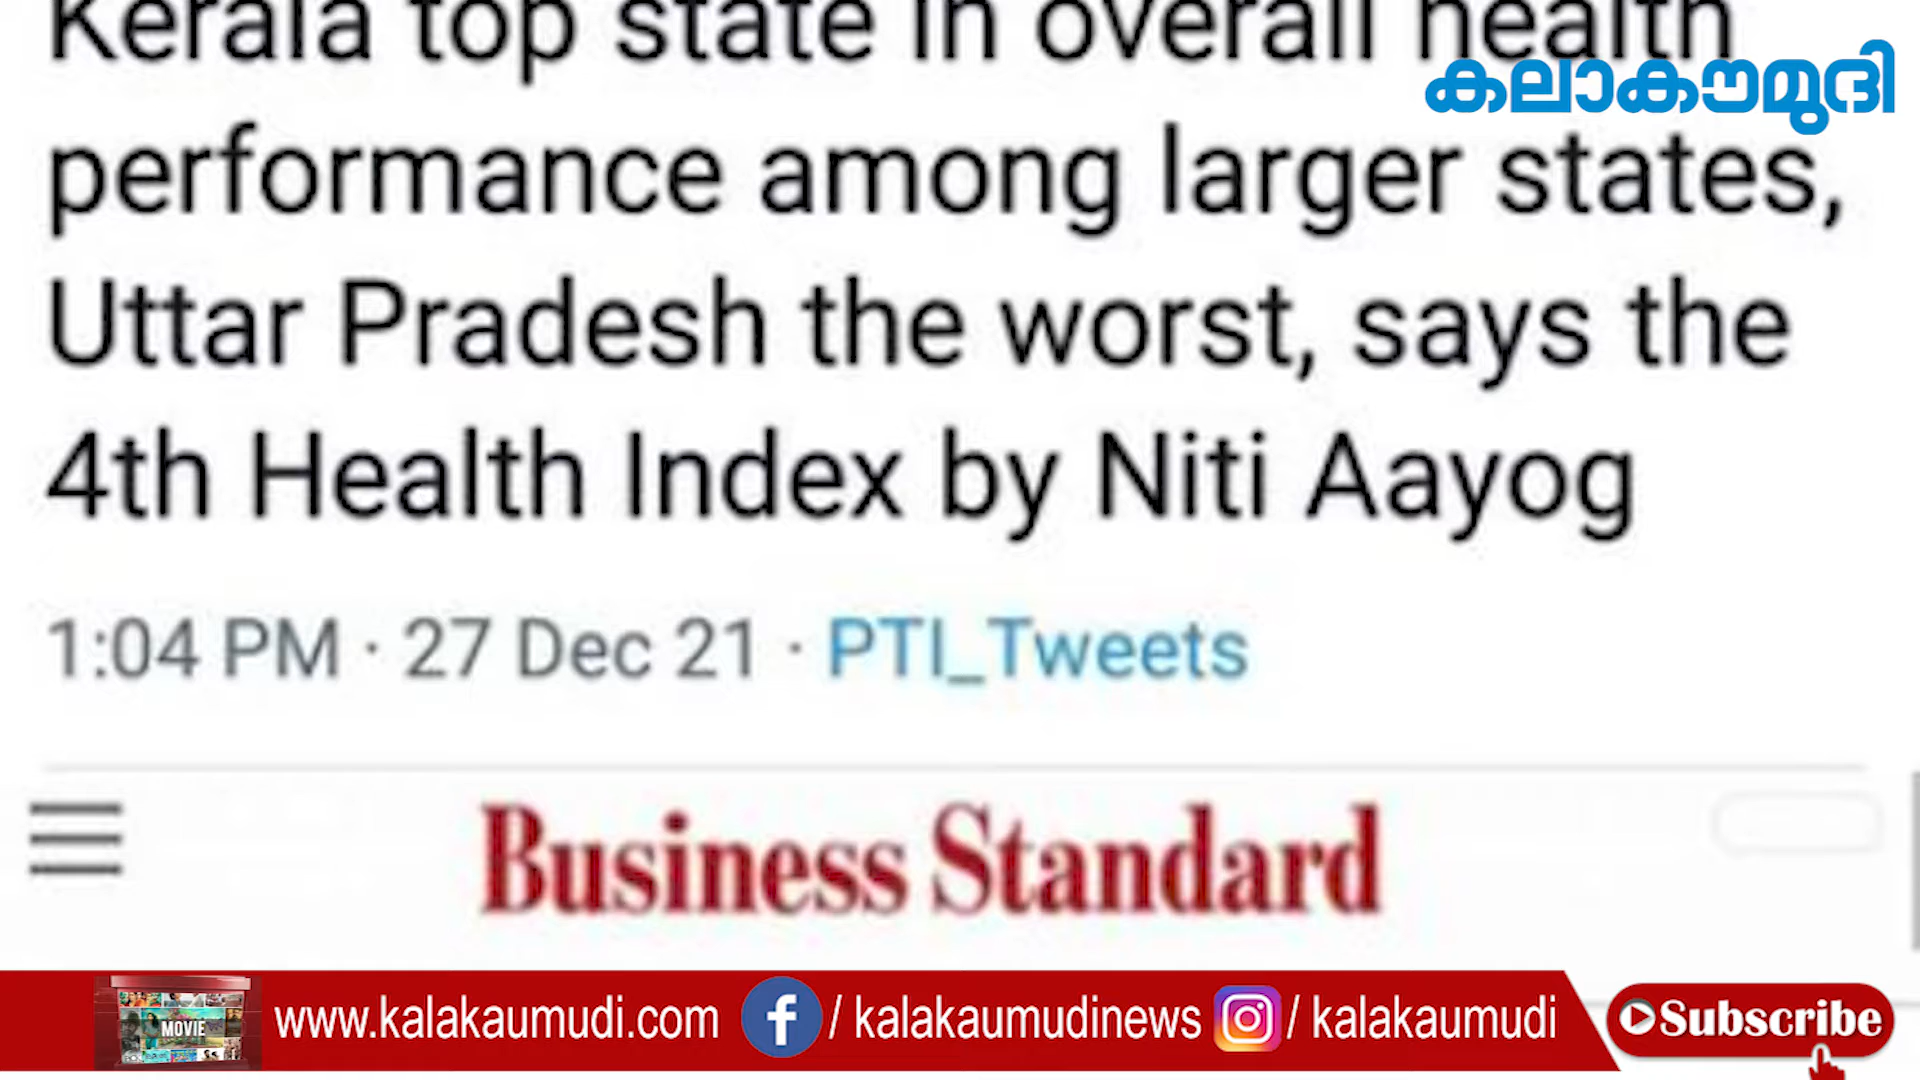 Kerala top state in overall health
കലാകൗമുദി
performance among larger states,
Uttar Pradesh the worst, says the
4th Health Index by Niti Aayog
1:04 PM · 27 Dec 21 · PTI_Tweets
Business Standard
MOVIE
www.kalakaumudi.com f / kalakaumudinews / kalakaumudi
Subscribe